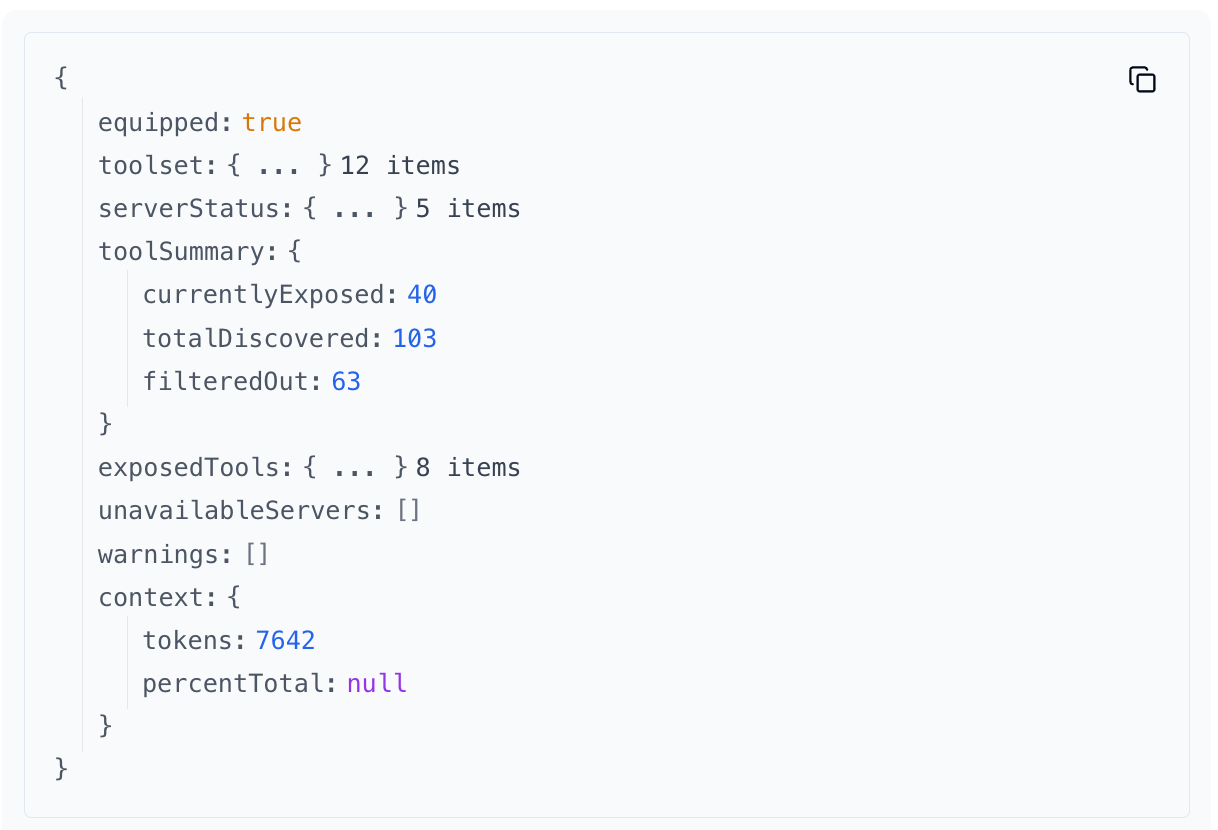 {
equipped: true
toolset: { ... } 12 items
serverStatus: { ... } 5 items
toolSummary: {
currentlyExposed: 40
totalDiscovered: 103
filteredOut: 63
}
exposedTools: { ... } 8 items
unavailableServers: []
warnings: []
context: {
tokens: 7642
percentTotal: null
}
}